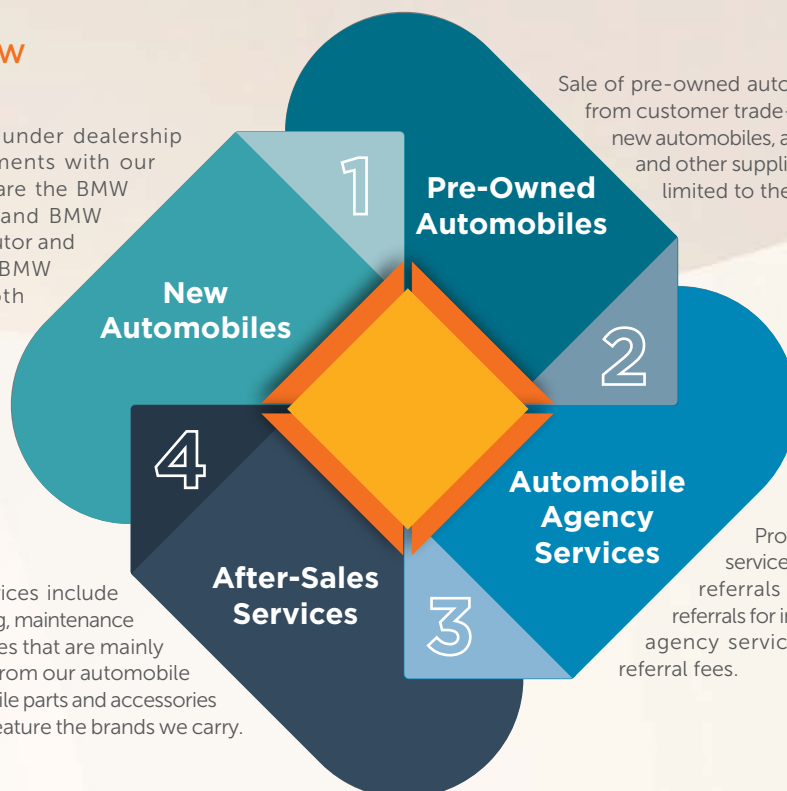 w
under dealership
ments with our
are the BMW
and BMW
utor and
BMW
oth
1
New
Automobiles
Sale of pre-owned auto
from customer trade-
new automobiles, a
and other suppli
limited to the
Pre-Owned
Automobiles
2
4
After-Sales
Services
vices include
g, maintenance
es that are mainly
from our automobile
ile parts and accessories
eature the brands we carry.
Automobile
Agency
Services
3
Pro
service
referrals
referrals for in
agency servic
referral fees.